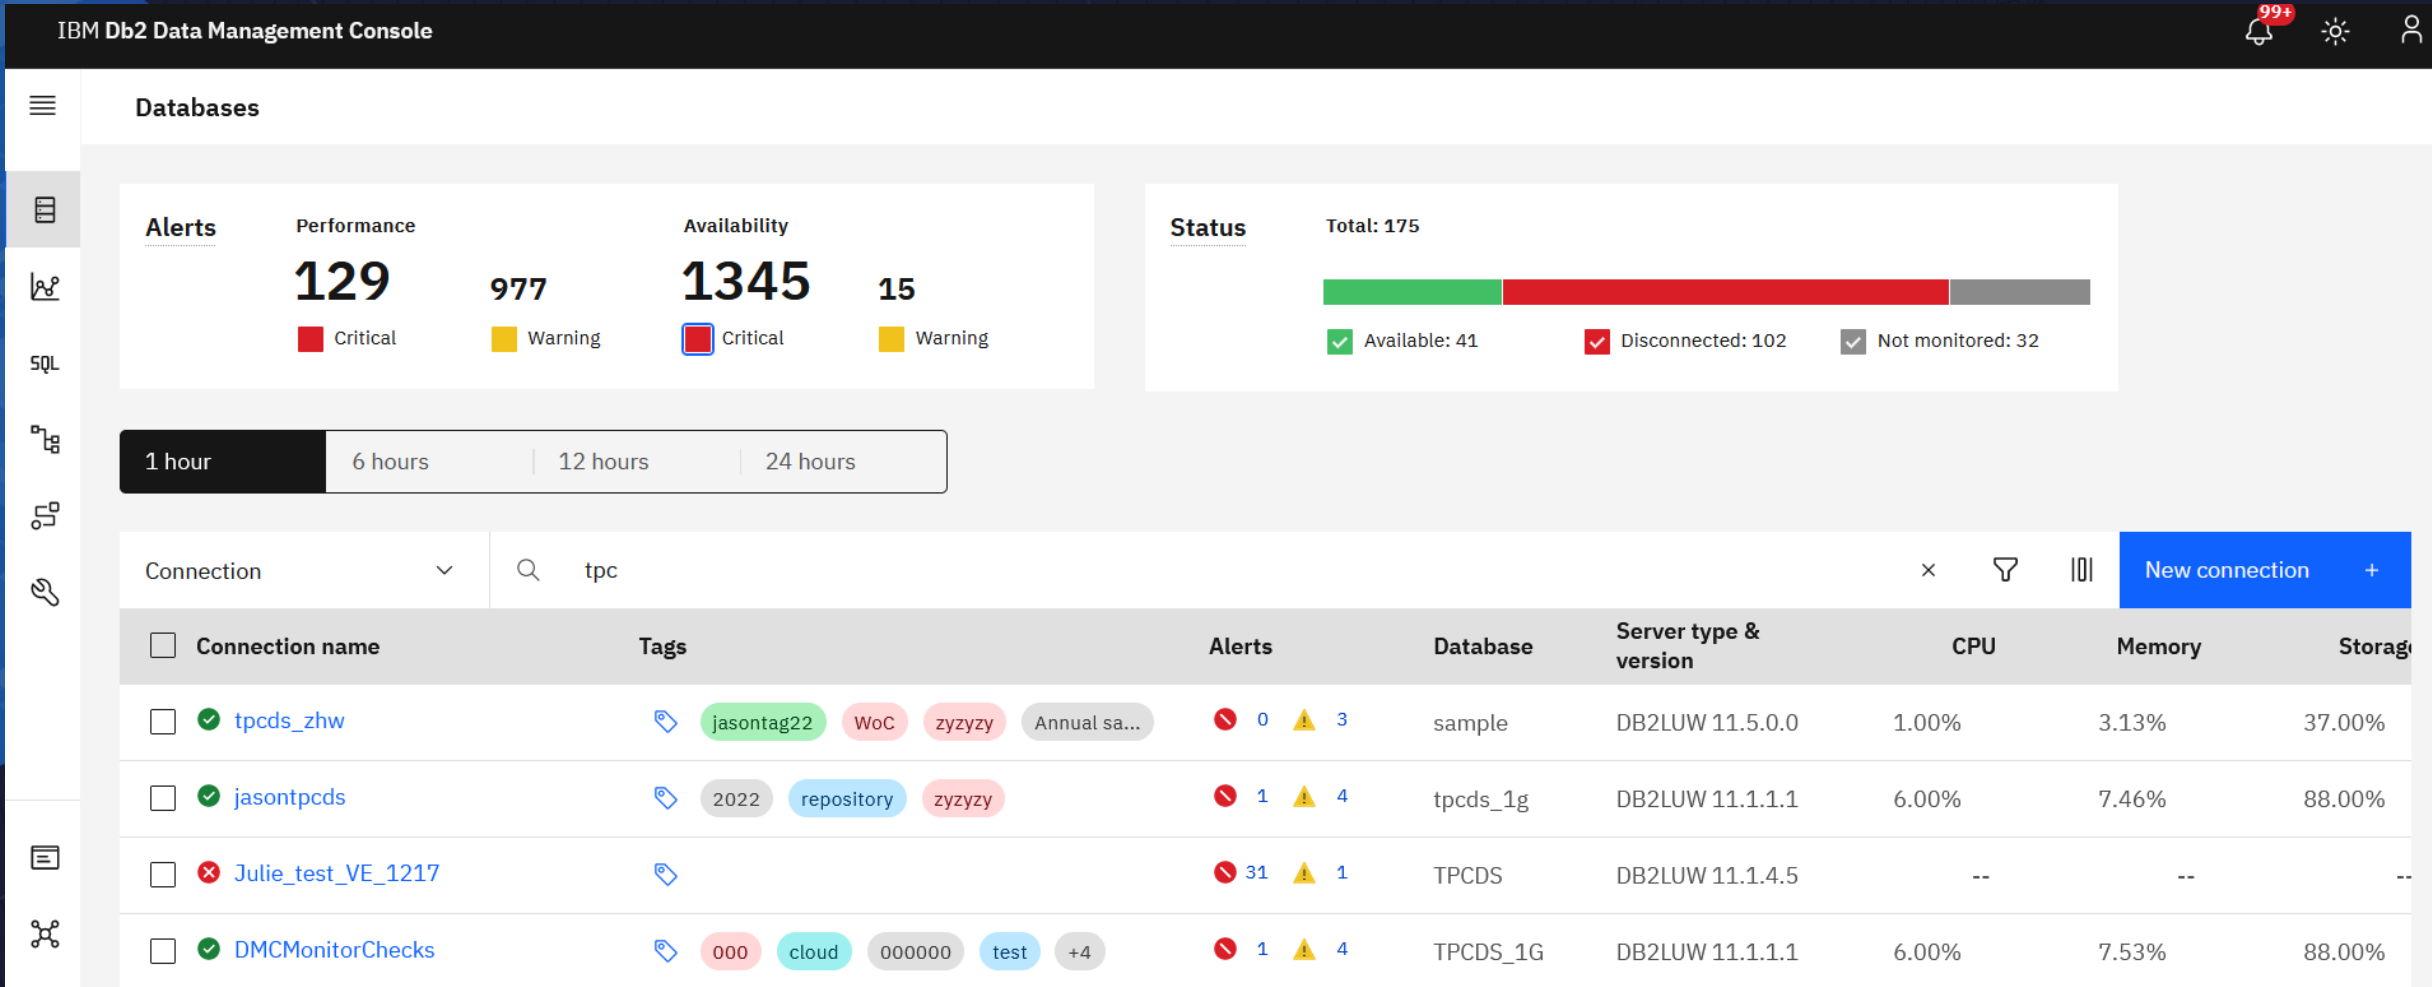 99+
IBM Db2 Data Management Console
Databases
Alerts
Performance
129
Critical
977
Warning
Availability
1345
Critical
15
Warning
Status
Total: 175
Available: 41
Disconnected: 102
Not monitored: 32
SQL
1 hour 6 hours 12 hours 24 hours
Connection tpc New connection +
Connection name Tags Alerts Database Server type & version CPU Memory Storage
tpcds_zhw jasontag22 WoC zyzyzy Annual sa... 0 3 sample DB2LUW 11.5.0.0 1.00% 3.13% 37.00%
jasontpcds 2022 repository zyzyzy 1 4 tpcds_1g DB2LUW 11.1.1.1 6.00% 7.46% 88.00%
Julie_test_VE_1217 31 1 TPCDS DB2LUW 11.1.4.5 -- -- --
DMCMonitorChecks 000 cloud 000000 test +4 1 4 TPCDS_1G DB2LUW 11.1.1.1 6.00% 7.53% 88.00%